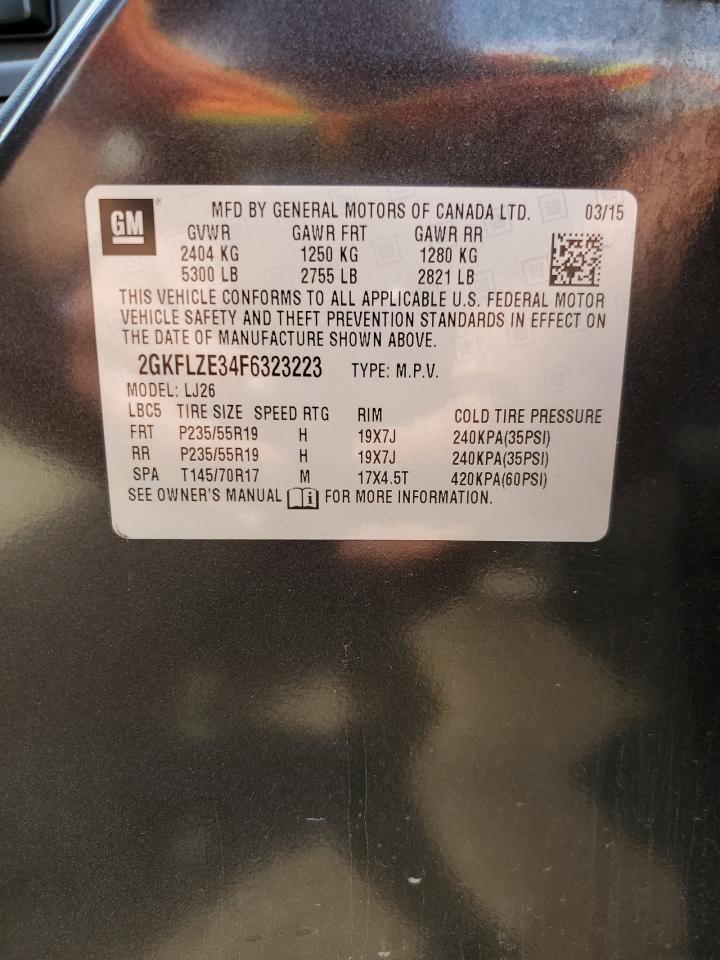 GM
MFD BY GENERAL MOTORS OF CANADA LTD. 03/15
GVWR GAWR FRT GAWR RR
2404 KG 1250 KG 1280 KG
5300 LB 2755 LB 2821 LB
THIS VEHICLE CONFORMS TO ALL APPLICABLE U.S. FEDERAL MOTOR
VEHICLE SAFETY AND THEFT PREVENTION STANDARDS IN EFFECT ON
THE DATE OF MANUFACTURE SHOWN ABOVE.
2GKFLZE34F6323223 TYPE: M.P.V.
MODEL: LJ26
LBC5 TIRE SIZE SPEED RTG RIM COLD TIRE PRESSURE
FRT P235/55R19 H 19X7J 240KPA(35PSI)
RR P235/55R19 H 19X7J 240KPA(35PSI)
SPA T145/70R17 M 17X4.5T 420KPA(60PSI)
SEE OWNER'S MANUAL FOR MORE INFORMATION.